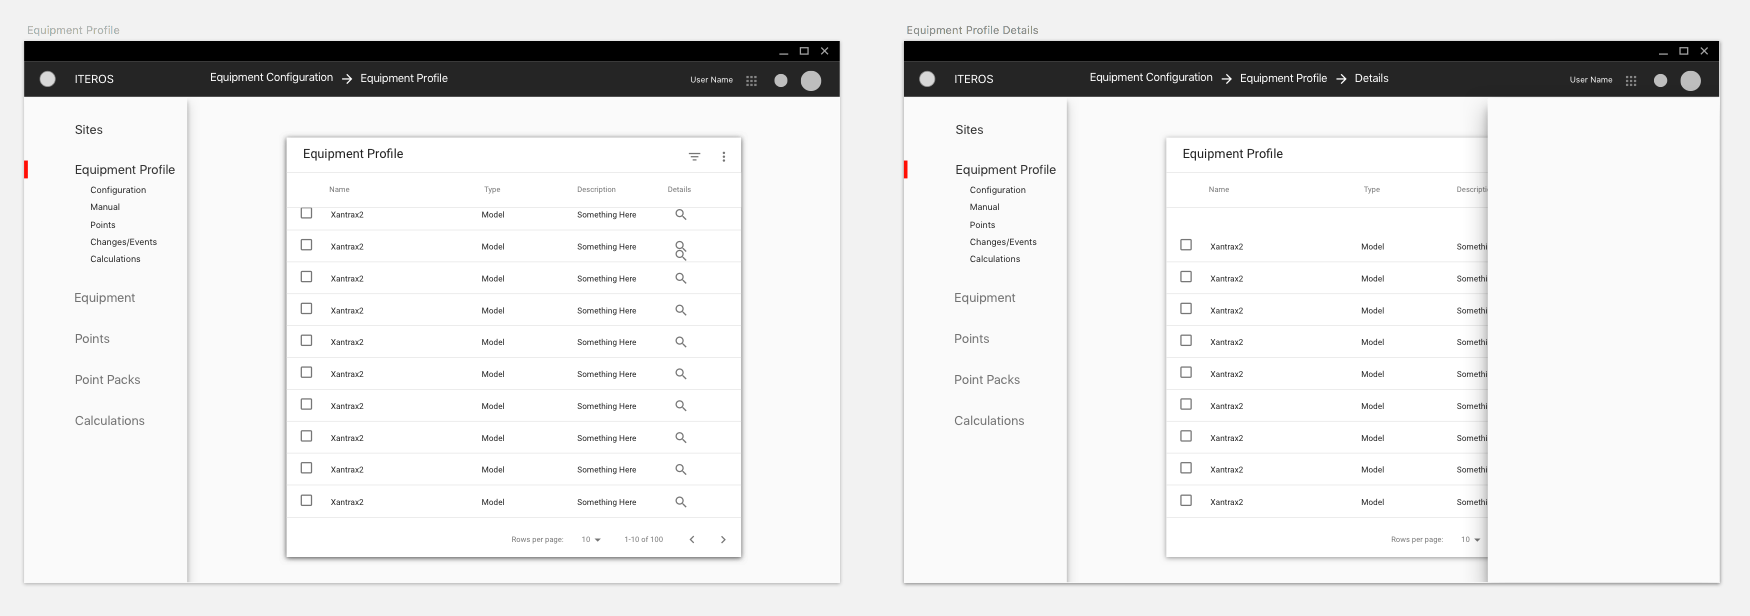 Equipment Profile
ITEROS
Equipment Configuration → Equipment Profile
User Name
Sites
Equipment Profile
Configuration
Manual
Points
Changes/Events
Calculations
Equipment
Points
Point Packs
Calculations
Equipment Profile
Name Type Description Details
Xantrax2 Model Something Here
Xantrax2 Model Something Here
Xantrax2 Model Something Here
Xantrax2 Model Something Here
Xantrax2 Model Something Here
Xantrax2 Model Something Here
Xantrax2 Model Something Here
Xantrax2 Model Something Here
Xantrax2 Model Something Here
Xantrax2 Model Something Here
Rows per page: 10 1-10 of 100
Equipment Profile Details
ITEROS
Equipment Configuration → Equipment Profile → Details
User Name
Sites
Equipment Profile
Configuration
Manual
Points
Changes/Events
Calculations
Equipment
Points
Point Packs
Calculations
Equipment Profile
Name Type Descripti
Xantrax2 Model Somethi
Xantrax2 Model Somethi
Xantrax2 Model Somethi
Xantrax2 Model Somethi
Xantrax2 Model Somethi
Xantrax2 Model Somethi
Xantrax2 Model Somethi
Xantrax2 Model Somethi
Xantrax2 Model Somethi
Rows per page: 10